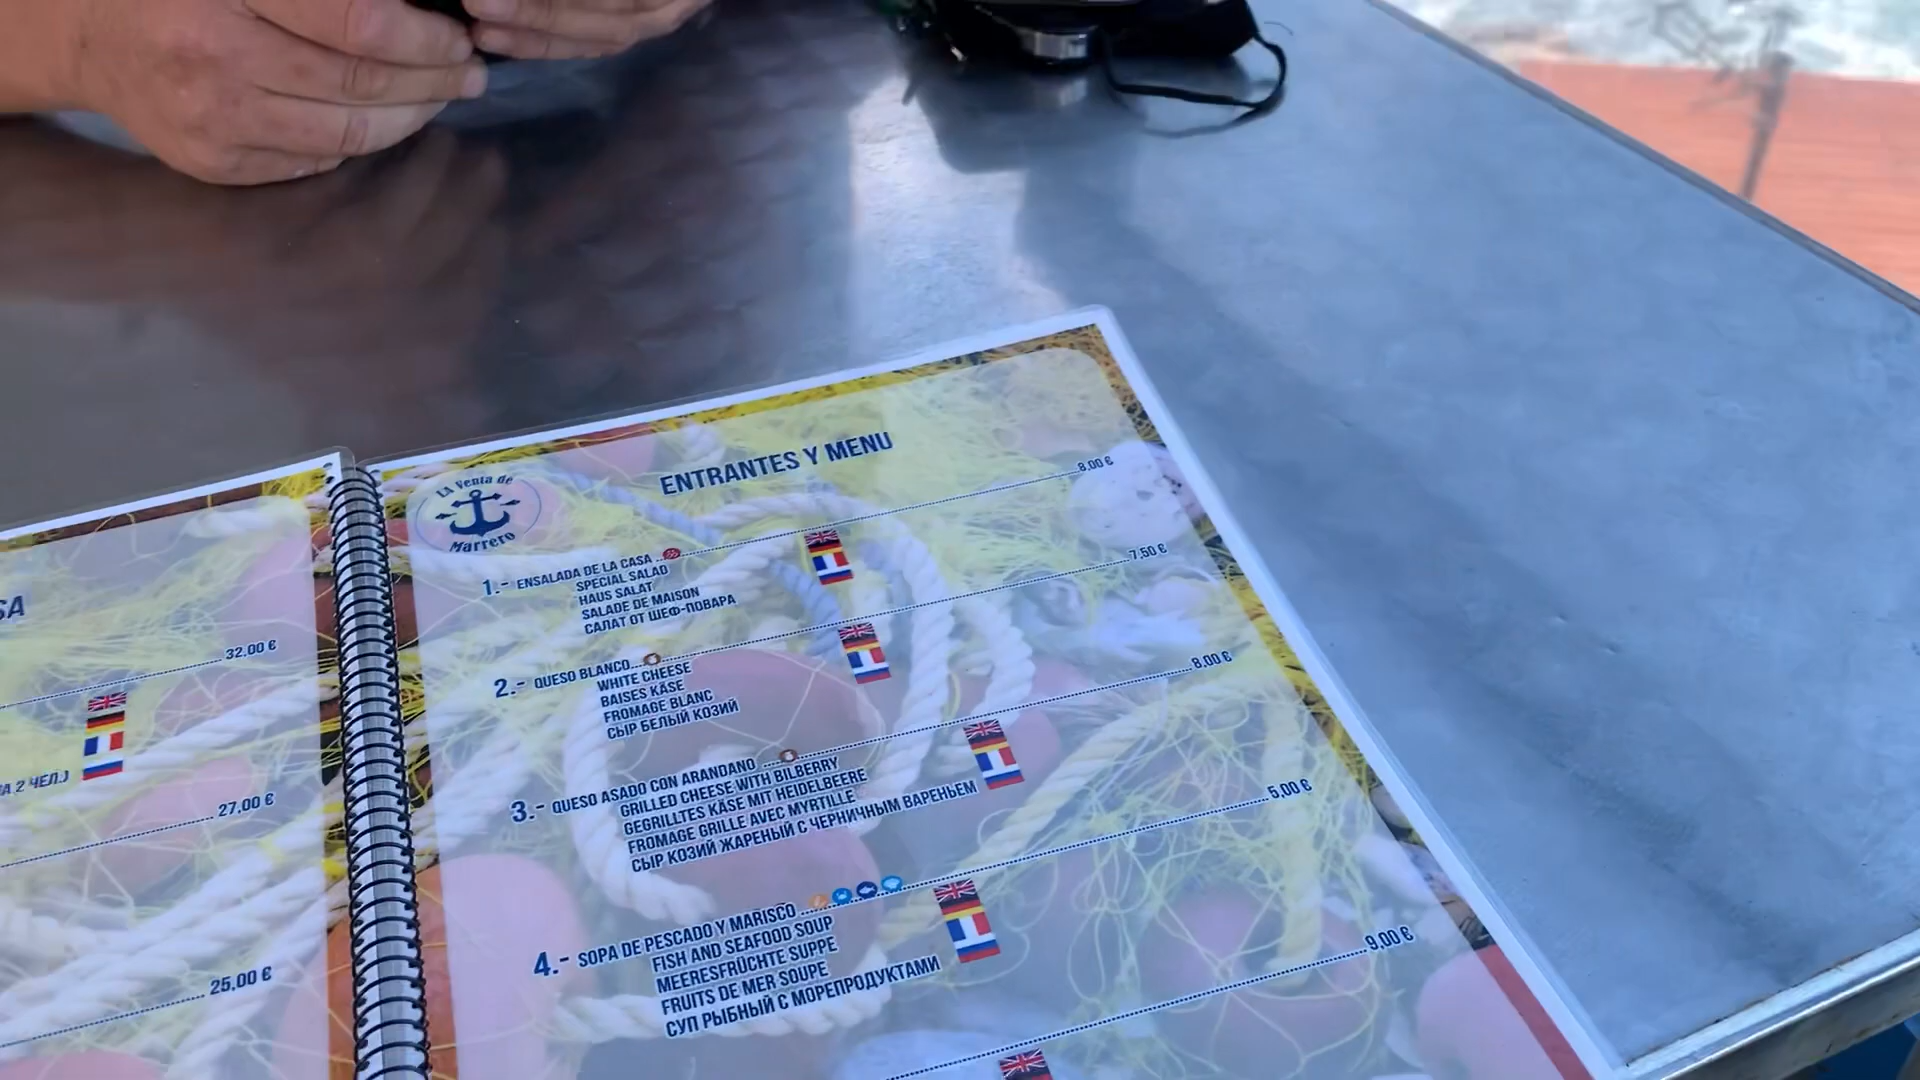 SA
32.00 €
А 2 ЧЕЛ.)
27,00 €
25,00 €
LA Venta de
Marrero
ENTRANTES Y MENU
1.- ENSALADA DE LA CASA 8.00 €
SPECIAL SALAD
HAUS SALAT
SALADE DE MAISON
САЛАТ ОТ ШЕФ-ПОВАРА
2.- QUESO BLANCO 7,50 €
WHITE CHEESE
BAISES KÄSE
FROMAGE BLANC
СЫР БЕЛЫЙ КОЗИЙ
3.- QUESO ASADO CON ARANDANO 8,00 €
GRILLED CHEESE WITH BILBERRY
GEGRILLTES KÄSE MIT HEIDELBEERE
FROMAGE GRILLE AVEC MYRTILLE
СЫР КОЗИЙ ЖАРЕНЫЙ С ЧЕРНИЧНЫМ ВАРЕНЬЕМ
4.- SOPA DE PESCADO Y MARISCO 5,00 €
FISH AND SEAFOOD SOUP
MEERESFRÜCHTE SUPPE
FRUITS DE MER SOUPE
СУП РЫБНЫЙ С МОРЕПРОДУКТАМИ
9,00 €